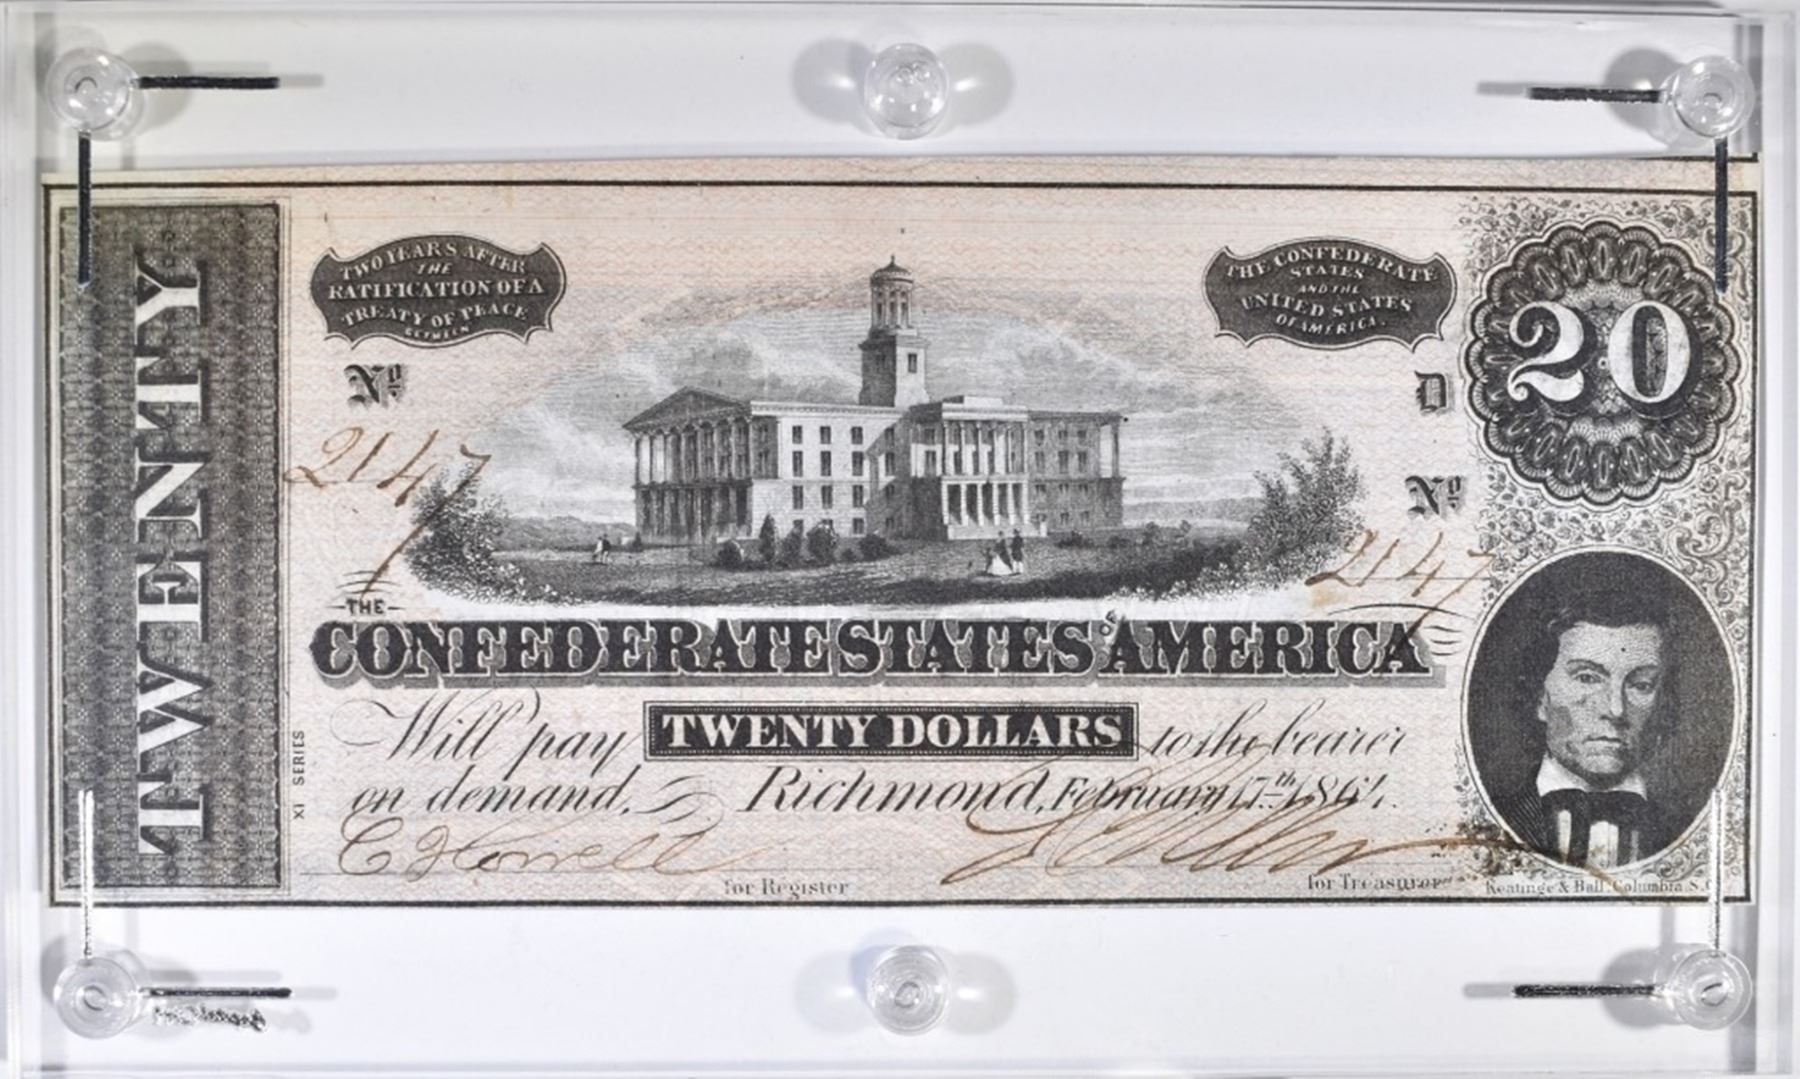 TWENTY
TWO YEARS AFTER
THE
RATIFICATION OF A
TREATY OF PEACE
BETWEEN
THE CONFEDERATE
STATES
AND THE
UNITED STATES
OF AMERICA.
20
No
D
2147
No
2147
THE
CONFEDERATE STATES OF AMERICA
Will pay TWENTY DOLLARS to the bearer
on demand, Richmond, February 17th 1864.
XI SERIES
for Register
for Treasurer
Keatinge & Ball Columbia S.C